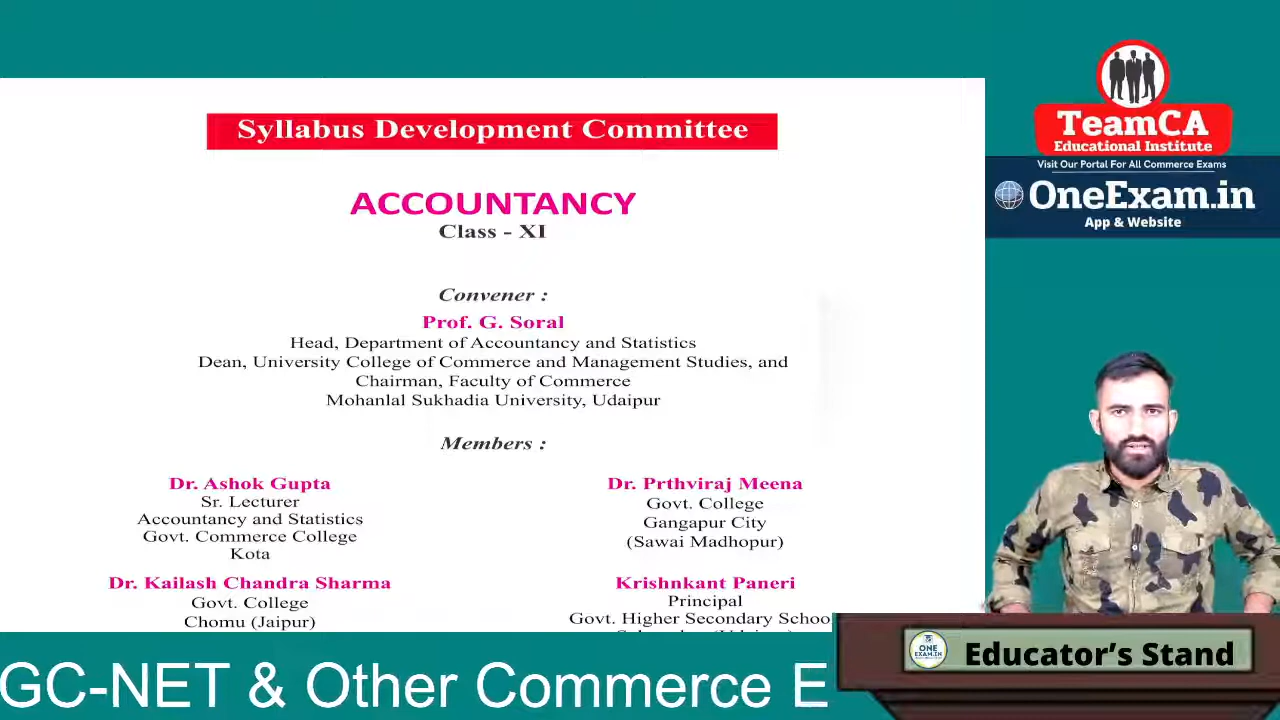 Syllabus Development Committee
ACCOUNTANCY
Class - XI
Convener :
Prof. G. Soral
Head, Department of Accountancy and Statistics
Dean, University College of Commerce and Management Studies, and
Chairman, Faculty of Commerce
Mohanlal Sukhadia University, Udaipur
Members :
Dr. Ashok Gupta
Sr. Lecturer
Accountancy and Statistics
Govt. Commerce College
Kota
Dr. Kailash Chandra Sharma
Govt. College
Chomu (Jaipur)
Dr. Prthviraj Meena
Govt. College
Gangapur City
(Sawai Madhopur)
Krishnkant Paneri
Principal
Govt. Higher Secondary Schoo
TeamCA
Educational Institute
Visit Our Portal For All Commerce Exams
OneExam.in
App & Website
ONE
EXAM.IN
Educator's Stand
GC-NET & Other Commerce E